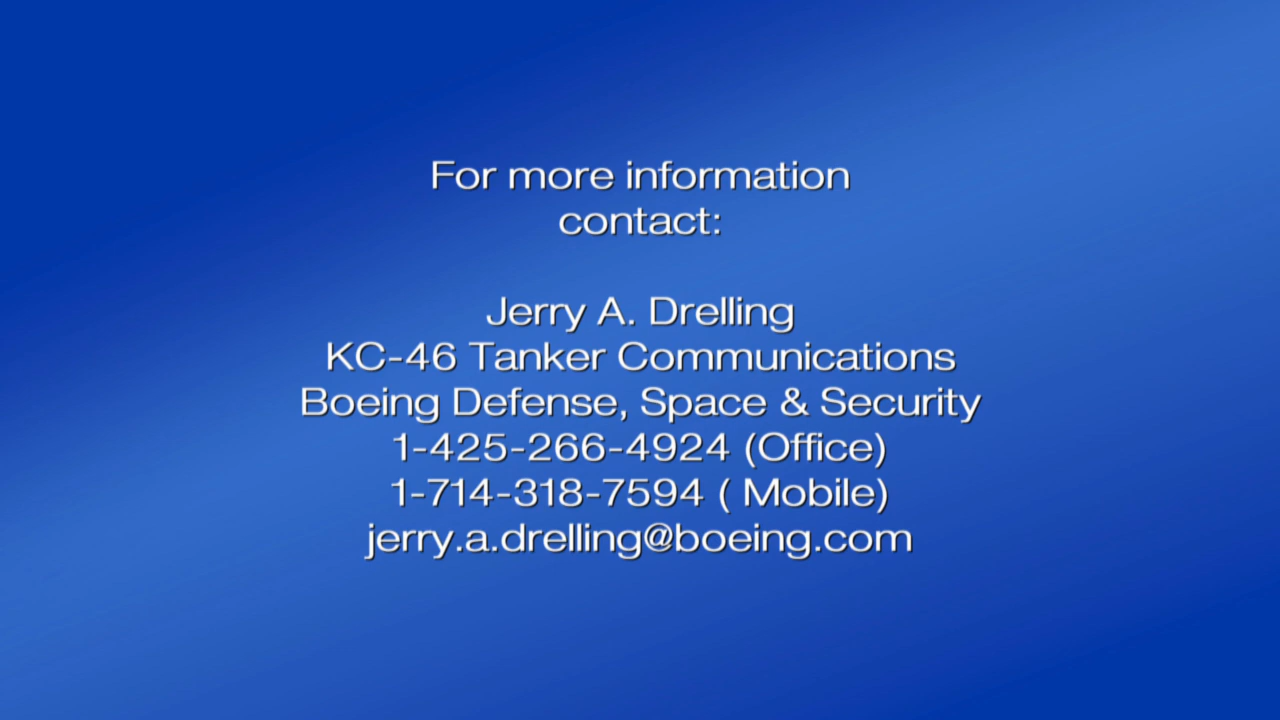 For more information
contact:
Jerry A. Drelling
KC-46 Tanker Communications
Boeing Defense, Space & Security
1-425-266-4924 (Office)
1-714-318-7594 ( Mobile)
jerry.a.drelling@boeing.com